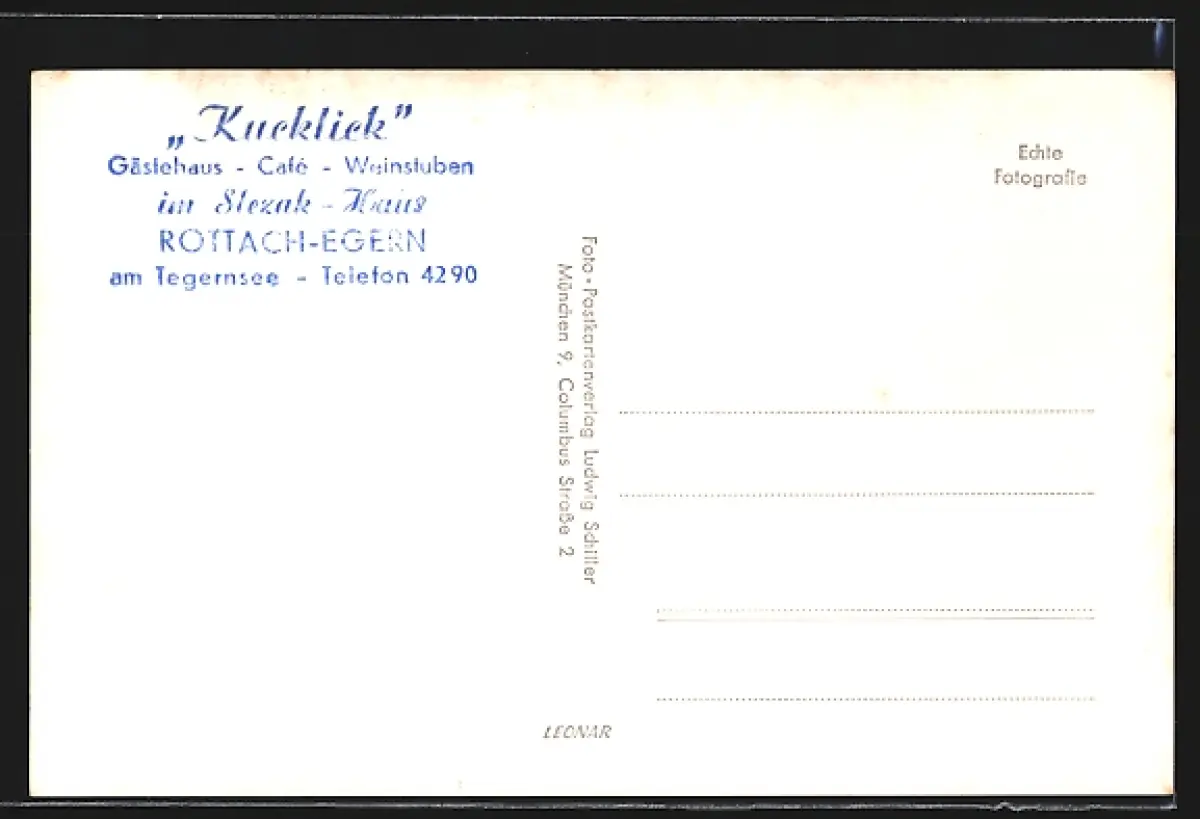 „Kucklick”
Gästehaus - Café - Weinstuben
im Slezak-Haus
ROTTACH-EGERN
am Tegernsee - Telefon 4290
Echte
Fotografie
Foto-Postkartenverlag Ludwig Schiller
München 9, Columbus Straße 2
LEONAR